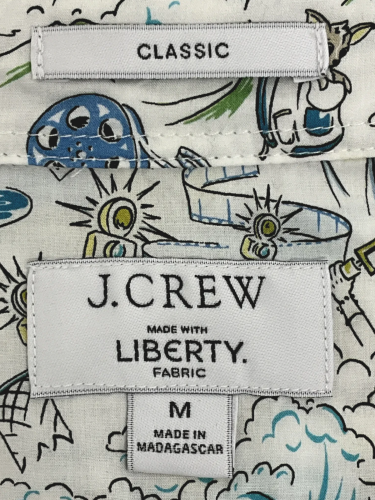 CLASSIC
J.CREW
MADE WITH
LIBERTY.
FABRIC
M
MADE IN
MADAGASCAR